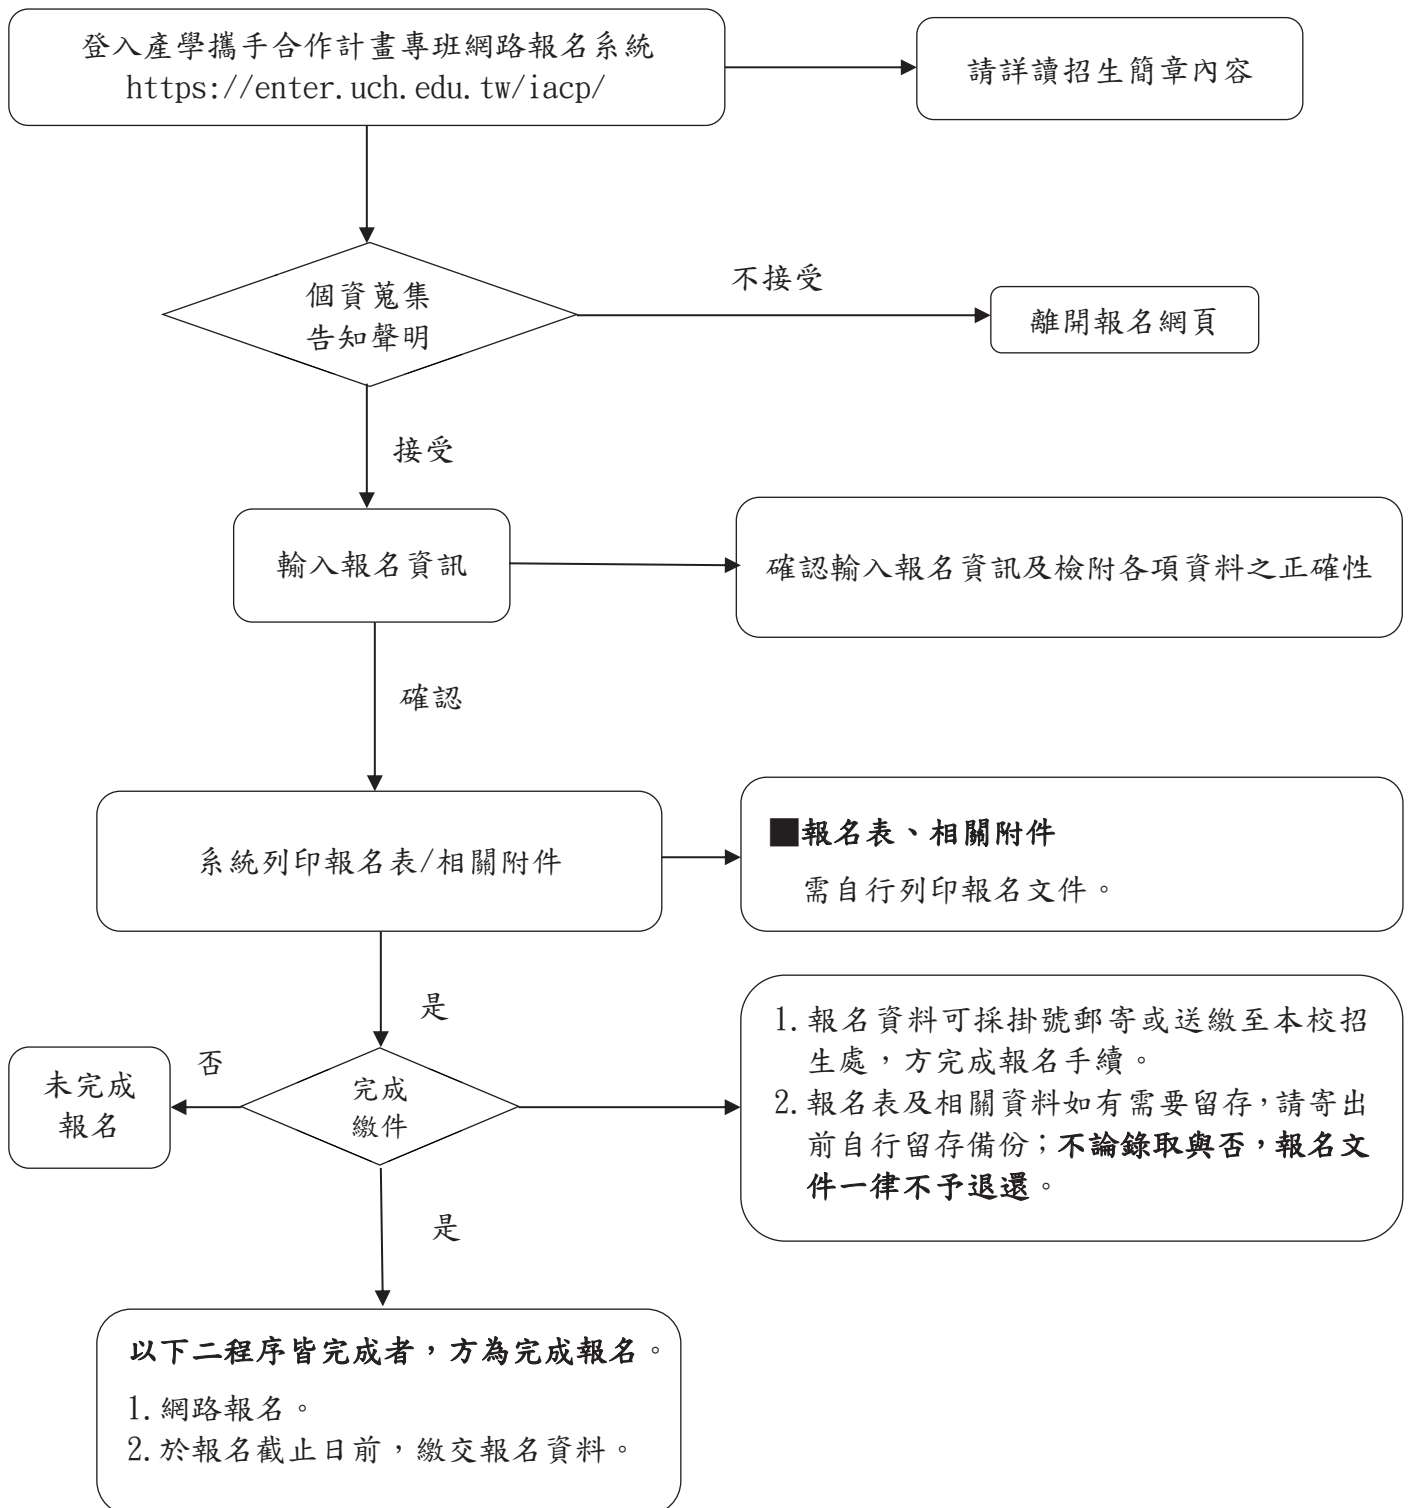 登入產學攜手合作計畫專班網路報名系統
https://enter.uch.edu.tw/iacp/
請詳讀招生簡章內容
個資蒐集
告知聲明
不接受
離開報名網頁
接受
輸入報名資訊
確認輸入報名資訊及檢附各項資料之正確性
確認
系統列印報名表/相關附件
■報名表、相關附件
需自行列印報名文件。
是
否
未完成
報名
完成
繳件
1.報名資料可採掛號郵寄或送繳至本校招
生處，方完成報名手續。
2.報名表及相關資料如有需要留存，請寄出
前自行留存備份；不論錄取與否，報名文
件一律不予退還。
是
以下二程序皆完成者，方為完成報名。
1.網路報名。
2.於報名截止日前，繳交報名資料。